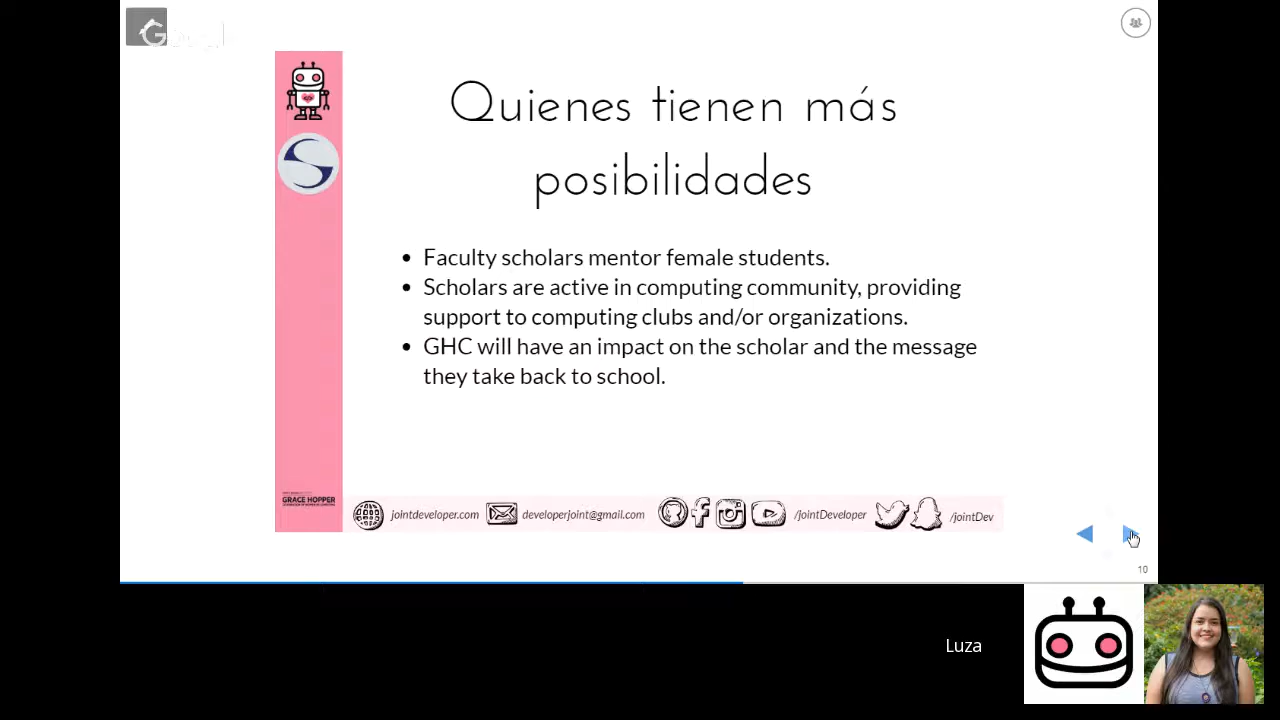 Quienes tienen más
posibilidades
Faculty scholars mentor female students.
Scholars are active in computing community, providing
support to computing clubs and/or organizations.
GHC will have an impact on the scholar and the message
they take back to school.
GRACE HOPPER
jointdeveloper.com
developerjoint@gmail.com
/jointDeveloper
/jointDev
10
Luza